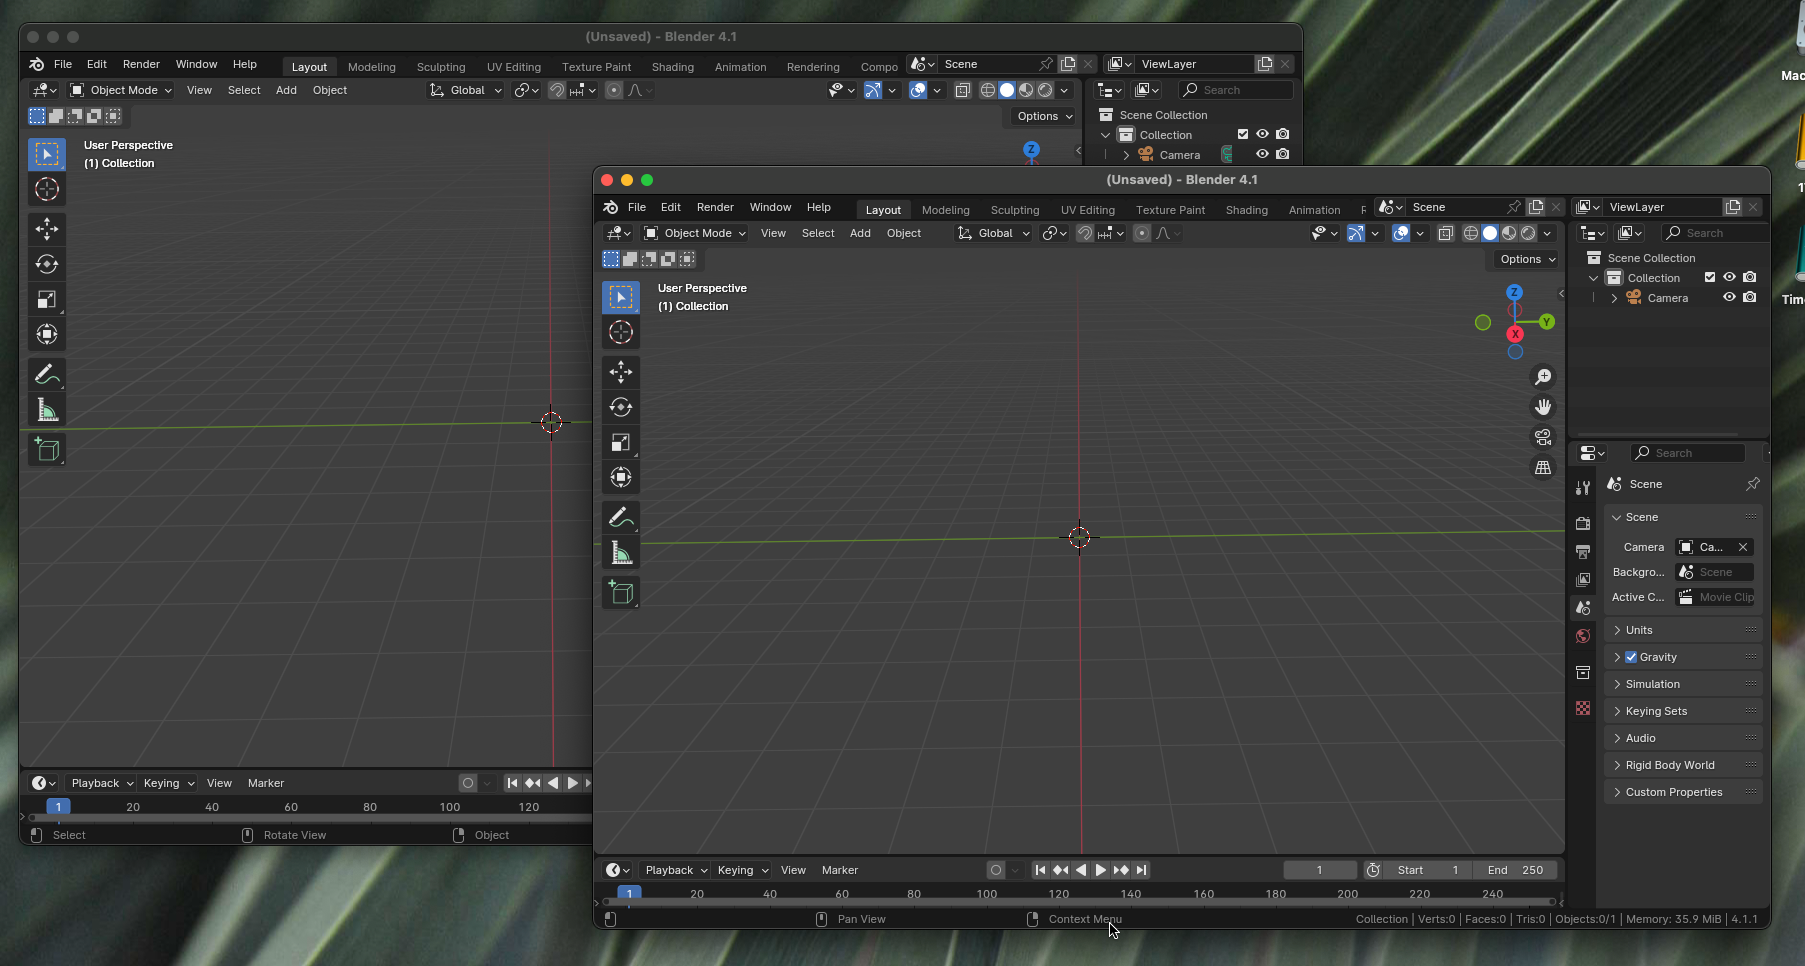 (Unsaved) - Blender 4.1
File Edit Render Window Help Layout Modeling Sculpting UV Editing Texture Paint Shading Animation Rendering Compo Scene ViewLayer
Object Mode View Select Add Object Global Search
Options
Scene Collection
Collection
Camera
User Perspective
(1) Collection
Z
Playback Keying View Marker
1 20 40 60 80 100 120
Select Rotate View Object
(Unsaved) - Blender 4.1
File Edit Render Window Help Layout Modeling Sculpting UV Editing Texture Paint Shading Animation Scene ViewLayer
Object Mode View Select Add Object Global Search
Options
Scene Collection
Collection
Camera
User Perspective
(1) Collection
Z
Y
X
Search
Scene
Scene
Camera Ca...
Backgro... Scene
Active C... Movie Clip
Units
Gravity
Simulation
Keying Sets
Audio
Rigid Body World
Custom Properties
Playback Keying View Marker 1 Start 1 End 250
1 20 40 60 80 100 120 140 160 180 200 220 240
Pan View Context Menu Collection | Verts:0 | Faces:0 | Tris:0 | Objects:0/1 | Memory: 35.9 MiB | 4.1.1
Mac
Tim